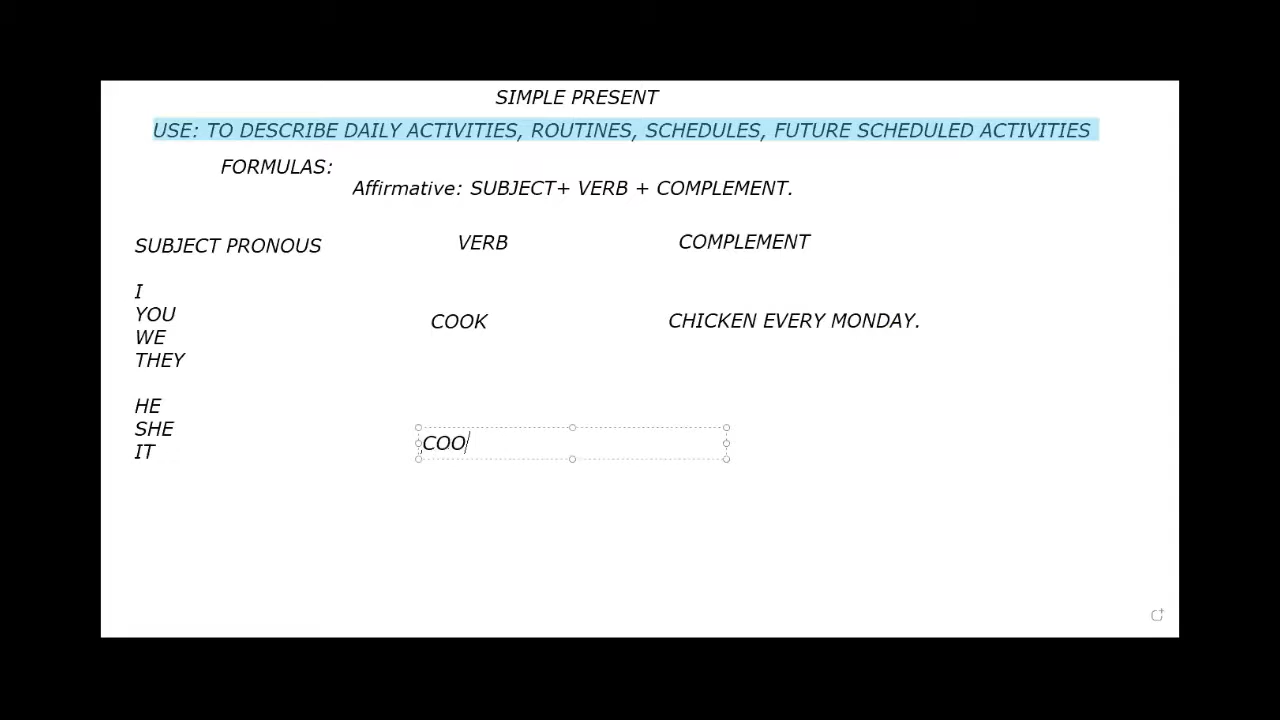 SIMPLE PRESENT
USE: TO DESCRIBE DAILY ACTIVITIES, ROUTINES, SCHEDULES, FUTURE SCHEDULED ACTIVITIES
FORMULAS:
Affirmative: SUBJECT+ VERB + COMPLEMENT.
SUBJECT PRONOUS VERB COMPLEMENT
I
YOU
WE
THEY
COOK CHICKEN EVERY MONDAY.
HE
SHE
IT
COO